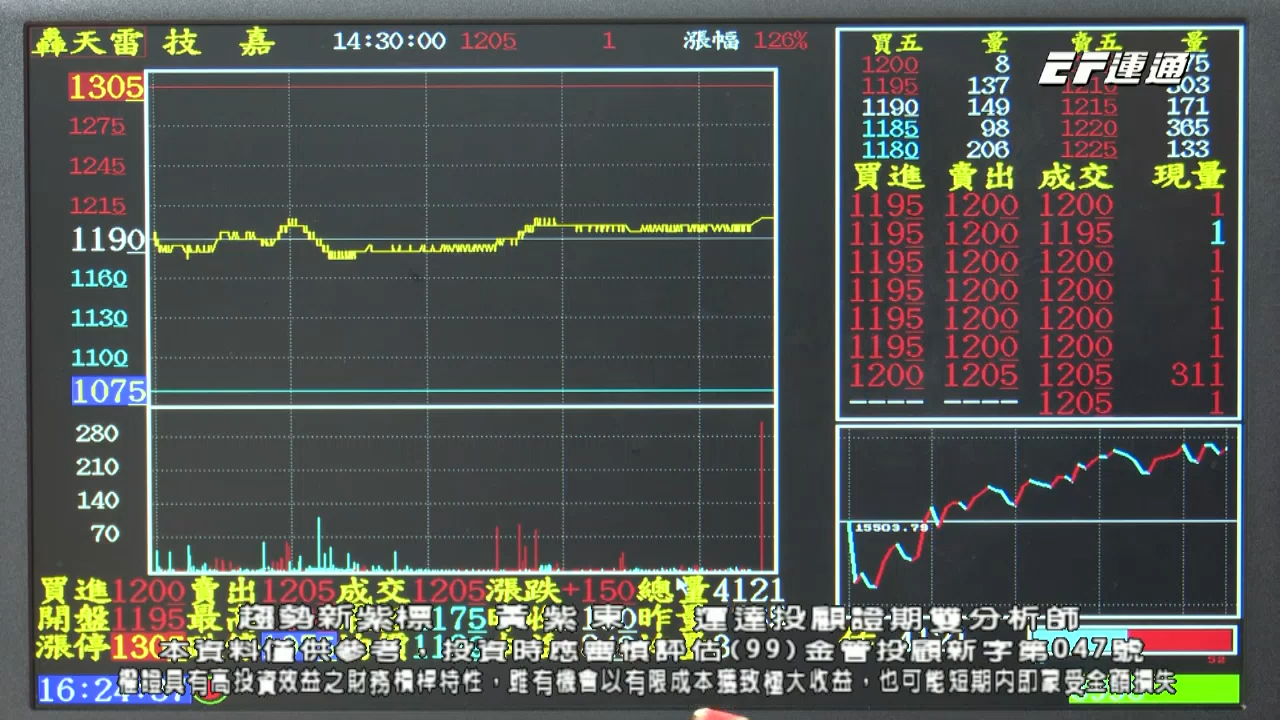 轟天雷 技 嘉 14:30:00 1205 1 漲幅 126%
買五 量 賣五 量
EF運通
1200 8
1195 137 1210
1190 149 1215 171
1185 98 1220 365
1180 206 1225 133
1305
1275
1245
1215
1190
1160
1130
1100
1075
280
210
140
70
買進 賣出 成交 現量
1195 1200 1200 1
1195 1200 1195 1
1195 1200 1200 1
1195 1200 1200 1
1195 1200 1200 1
1195 1200 1200 1
1200 1205 1205 311
---- ---- 1205 1
15503.79
買進1200賣出1205成交1205漲跌+150總量4121
開盤1195
漲停
趨勢新紫標 黃紫東 運達投顧證期雙分析師
本資料僅供參考，投資時應審慎評估(99)金管投顧新字第047號
權證具有高投資效益之財務槓桿特性，雖有機會以有限成本獲致極大收益，也可能短期內即蒙受全額損失